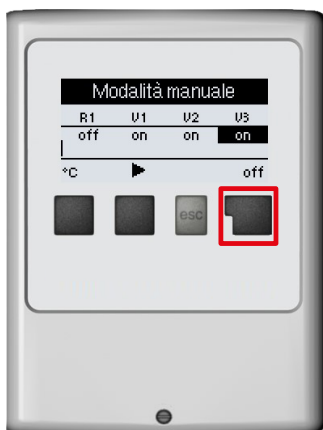 Modalità manuale
R1 V1 V2 V3
off on on on
°C off
esc